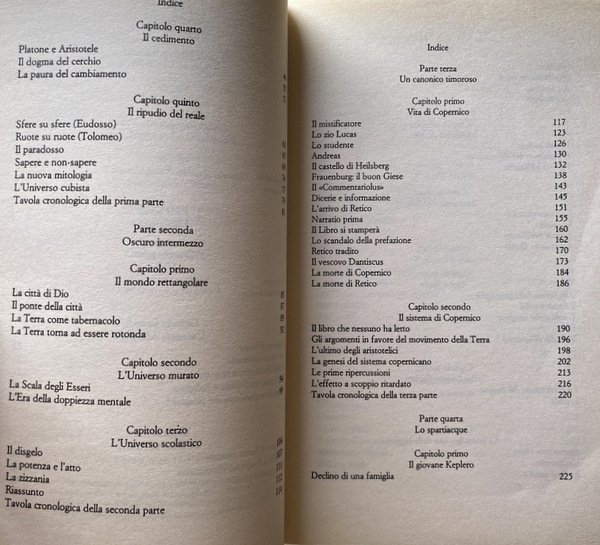 Indice
Capitolo quarto
Il cedimento
Platone e Aristotele
Il dogma del cerchio
La paura del cambiamento
Capitolo quinto
Il ripudio del reale
Sfere su sfere (Eudosso)
Ruote su ruote (Tolomeo)
Il paradosso
Sapere e non-sapere
La nuova mitologia
L'Universo cubista
Tavola cronologica della prima parte
Parte seconda
Oscuro intermezzo
Capitolo primo
Il mondo rettangolare
La città di Dio
Il ponte della città
La Terra come tabernacolo
La Terra torna ad essere rotonda
Capitolo secondo
L'Universo murato
La Scala degli Esseri
L'Era della doppiezza mentale
Capitolo terzo
L'Universo scolastico
Il disgelo
La potenza e l'atto
La zizzania
Riassunto
Tavola cronologica della seconda parte
Indice
Parte terza
Un canonico timoroso
Capitolo primo
Vita di Copernico
Il mistificatore 117
Lo zio Lucas 123
Lo studente 126
Andreas 130
Il castello di Heilsberg 132
Frauenburg: il buon Giese 138
Il «Commentariolus» 143
Dicerie e informazione 145
L'arrivo di Retico 151
Narratio prima 155
Il Libro si stamperà 160
Lo scandalo della prefazione 162
Retico tradito 170
Il vescovo Dantiscus 173
La morte di Copernico 184
La morte di Retico 186
Capitolo secondo
Il sistema di Copernico
Il libro che nessuno ha letto 190
Gli argomenti in favore del movimento della Terra 196
L'ultimo degli aristotelici 198
La genesi del sistema copernicano 202
Le prime ripercussioni 213
L'effetto a scoppio ritardato 216
Tavola cronologica della terza parte 220
Parte quarta
Lo spartiacque
Capitolo primo
Il giovane Keplero
Declino di una famiglia 225